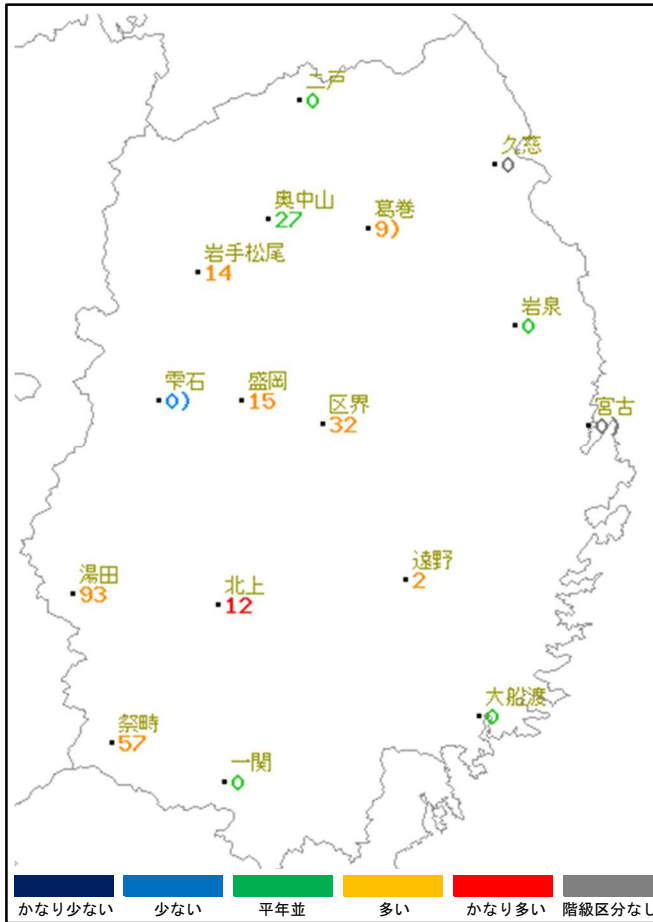 二戸
0
久慈
0
奥中山
27
葛巻
9)
岩手松尾
14
岩泉
0
雫石
0)
盛岡
15
区界
32
宮古
0)
湯田
93
北上
12
遠野
2
大船渡
0
祭畤
57
一関
0
かなり少ない 少ない 平年並 多い かなり多い 階級区分なし